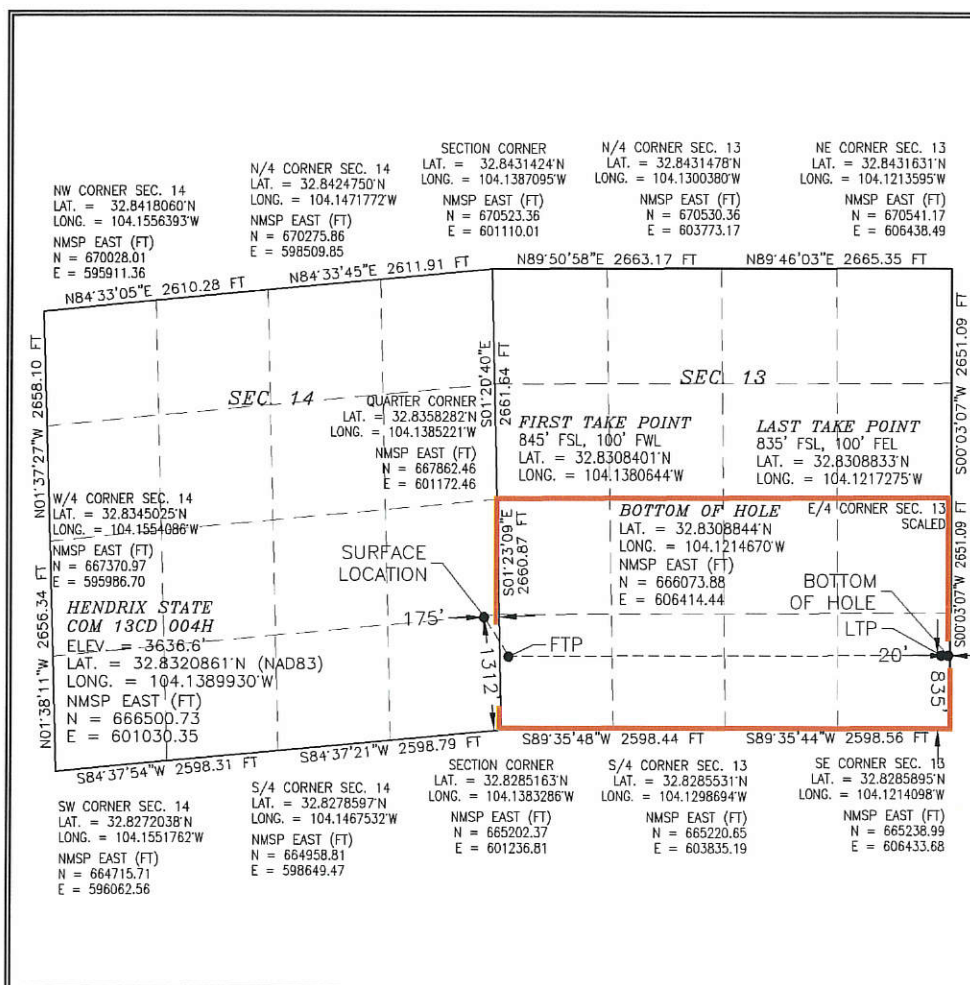 SECTION CORNER
LAT. = 32.8431424'N
LONG. = 104.1387095'W
NMSP EAST (FT)
N = 670523.36
E = 601110.01
N/4 CORNER SEC. 13
LAT. = 32.8431478'N
LONG. = 104.1300380'W
NMSP EAST (FT)
N = 670530.36
E = 603773.17
NE CORNER SEC. 13
LAT. = 32.8431631'N
LONG. = 104.1213595'W
NMSP EAST (FT)
N = 670541.17
E = 606438.49
NW CORNER SEC. 14
LAT. = 32.8418060'N
LONG. = 104.1556393'W
NMSP EAST (FT)
N = 670028.01
E = 595911.36
N/4 CORNER SEC. 14
LAT. = 32.8424750'N
LONG. = 104.1471772'W
NMSP EAST (FT)
N = 670275.86
E = 598509.85
N84°33'05"E 2610.28 FT
N84°33'45"E 2611.91 FT
N89°50'58"E 2663.17 FT
N89°46'03"E 2665.35 FT
N01°37'27"W 2658.10 FT
S01°20'40"E
2661.64 FT
S00°03'07"W 2651.09 FT
SEC. 14
SEC. 13
QUARTER CORNER
LAT. = 32.8358282'N
LONG. = 104.1385221'W
NMSP EAST (FT)
N = 667862.46
E = 601172.46
FIRST TAKE POINT
845' FSL, 100' FWL
LAT. = 32.8308401'N
LONG. = 104.1380644'W
LAST TAKE POINT
835' FSL, 100' FEL
LAT. = 32.8308833'N
LONG. = 104.1217275'W
W/4 CORNER SEC. 14
LAT. = 32.8345025'N
LONG. = 104.1554086'W
NMSP EAST (FT)
N = 667370.97
E = 595986.70
BOTTOM OF HOLE
LAT. = 32.8308844'N
LONG. = 104.1214670'W
NMSP EAST (FT)
N = 666073.88
E = 606414.44
E/4 CORNER SEC. 13
SCALED
S01°23'09"E
2660.87 FT
S00°03'07"W 2651.09 FT
SURFACE
LOCATION
BOTTOM
OF HOLE
LTP
175'
FTP
20'
1312'
835'
N01°38'11"W 2656.34 FT
HENDRIX STATE
COM 13CD 004H
ELEV. = 3636.6'
LAT. = 32.8320861'N (NAD83)
LONG. = 104.1389930'W
NMSP EAST (FT)
N = 666500.73
E = 601030.35
S84°37'54"W 2598.31 FT
S84°37'21"W 2598.79 FT
S89°35'48"W 2598.44 FT
S89°35'44"W 2598.56 FT
SW CORNER SEC. 14
LAT. = 32.8272038'N
LONG. = 104.1551762'W
NMSP EAST (FT)
N = 664715.71
E = 596062.56
S/4 CORNER SEC. 14
LAT. = 32.8278597'N
LONG. = 104.1467532'W
NMSP EAST (FT)
N = 664958.81
E = 598649.47
SECTION CORNER
LAT. = 32.8285163'N
LONG. = 104.1383286'W
NMSP EAST (FT)
N = 665202.37
E = 601236.81
S/4 CORNER SEC. 13
LAT. = 32.8285531'N
LONG. = 104.1298694'W
NMSP EAST (FT)
N = 665220.65
E = 603835.19
SE CORNER SEC. 13
LAT. = 32.8285895'N
LONG. = 104.1214098'W
NMSP EAST (FT)
N = 665238.99
E = 606433.68